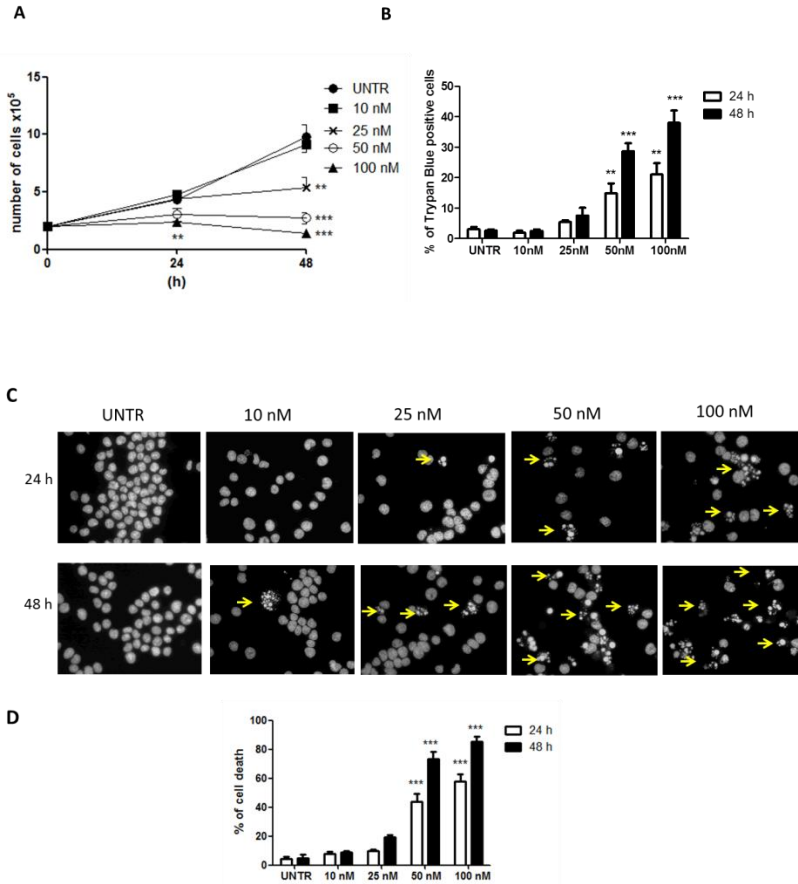 A
number of cells x10⁵
15
10
5
0
0
24
48
(h)
UNTR
10 nM
25 nM
50 nM
100 nM
**
***
***
**
B
% of Trypan Blue positive cells
50
40
30
20
10
0
UNTR
10nM
25nM
50nM
100nM
24 h
48 h
**
***
**
***
C
UNTR 10 nM 25 nM 50 nM 100 nM
24 h
48 h
D
% of cell death
100
80
60
40
20
0
UNTR
10 nM
25 nM
50 nM
100 nM
24 h
48 h
***
***
***
***